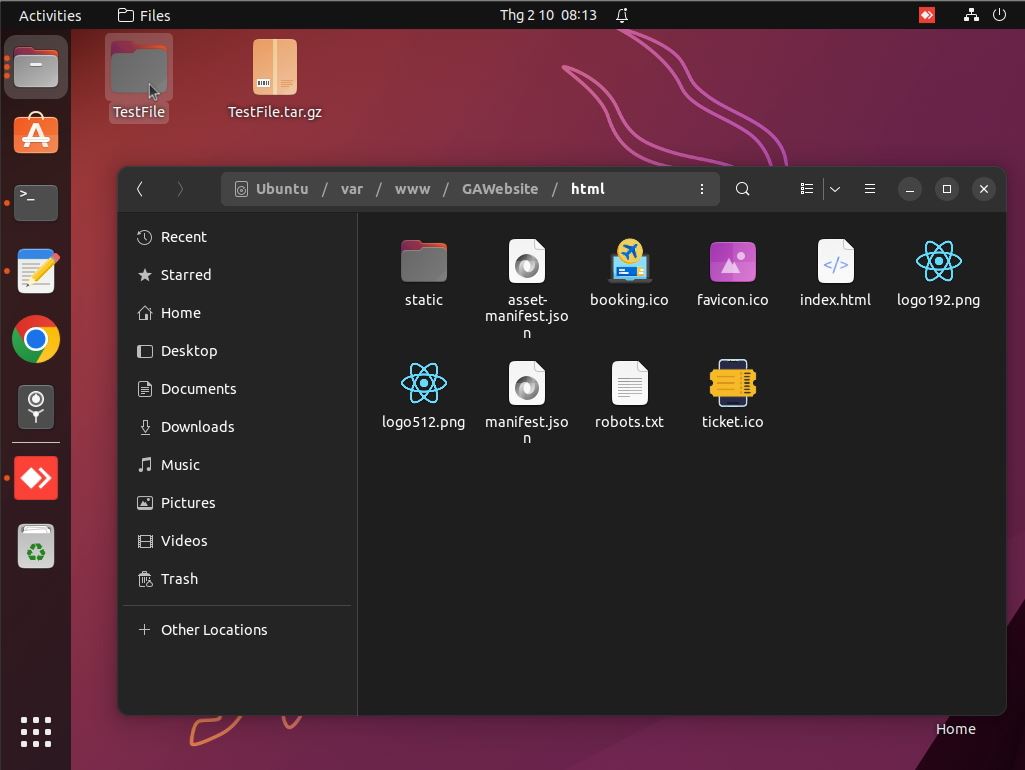 Activities
Files
Thg 2 10 08:13
TestFile
TestFile.tar.gz
Ubuntu / var / www / GAWebsite / html
Recent
Starred
Home
Desktop
Documents
Downloads
Music
Pictures
Videos
Trash
Other Locations
static
asset-
manifest.jso
n
booking.ico
favicon.ico
index.html
logo192.png
logo512.png
manifest.jso
n
robots.txt
ticket.ico
Home